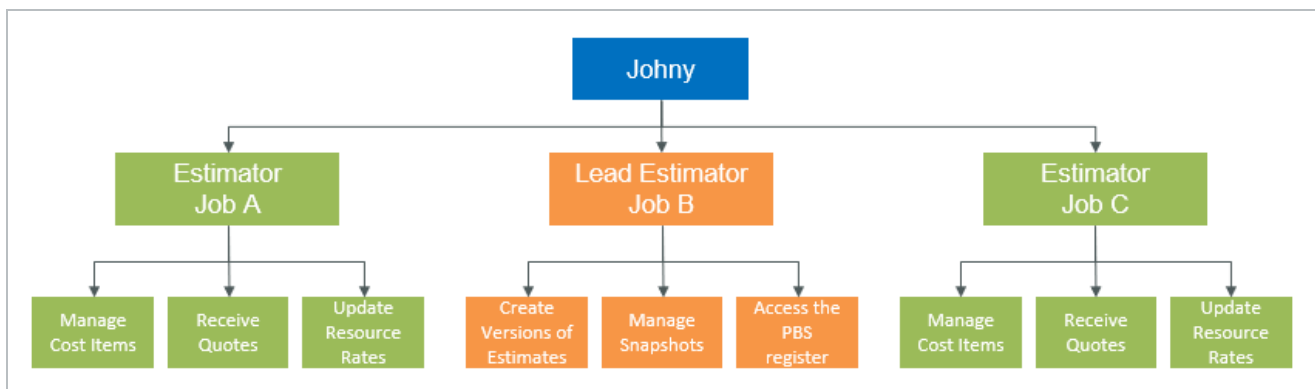 Johny
Estimator
Job A
Lead Estimator
Job B
Estimator
Job C
Manage
Cost Items
Receive
Quotes
Update
Resource
Rates
Create
Versions of
Estimates
Manage
Snapshots
Access the
PBS
register
Manage
Cost Items
Receive
Quotes
Update
Resource
Rates